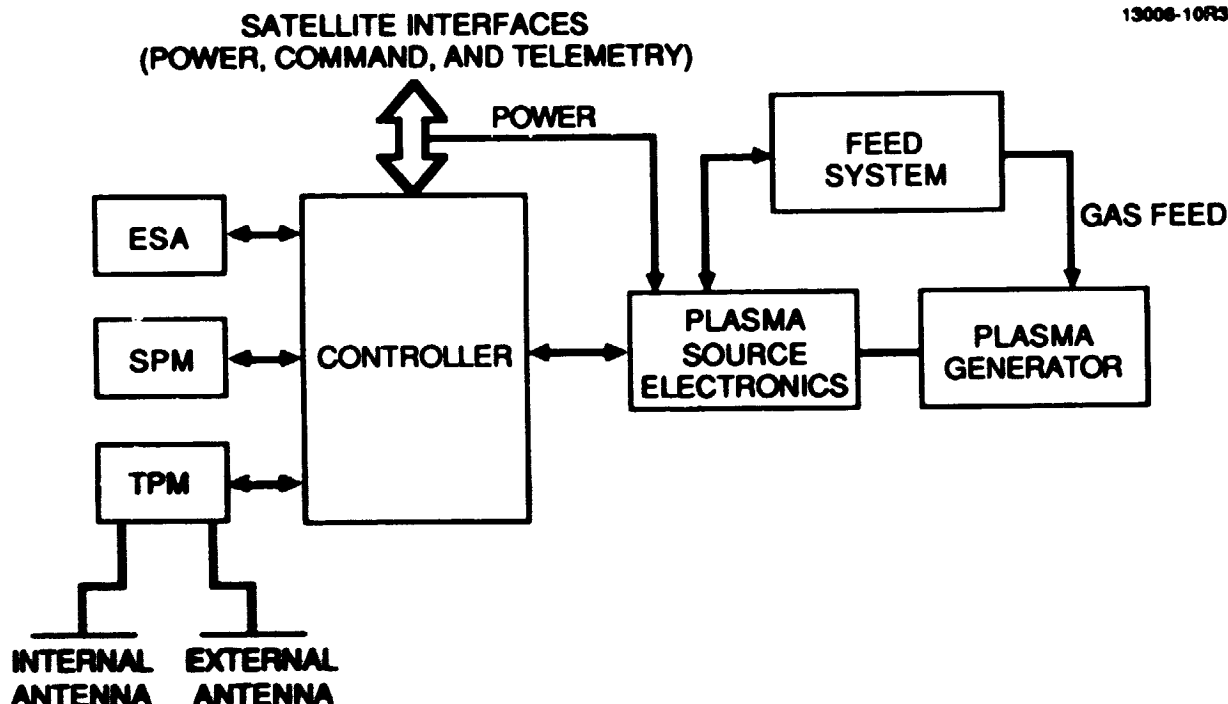 13006-10R3
SATELLITE INTERFACES
(POWER, COMMAND, AND TELEMETRY)
POWER
FEED
SYSTEM
GAS FEED
ESA
SPM
TPM
CONTROLLER
PLASMA
SOURCE
ELECTRONICS
PLASMA
GENERATOR
INTERNAL
ANTENNA
EXTERNAL
ANTENNA